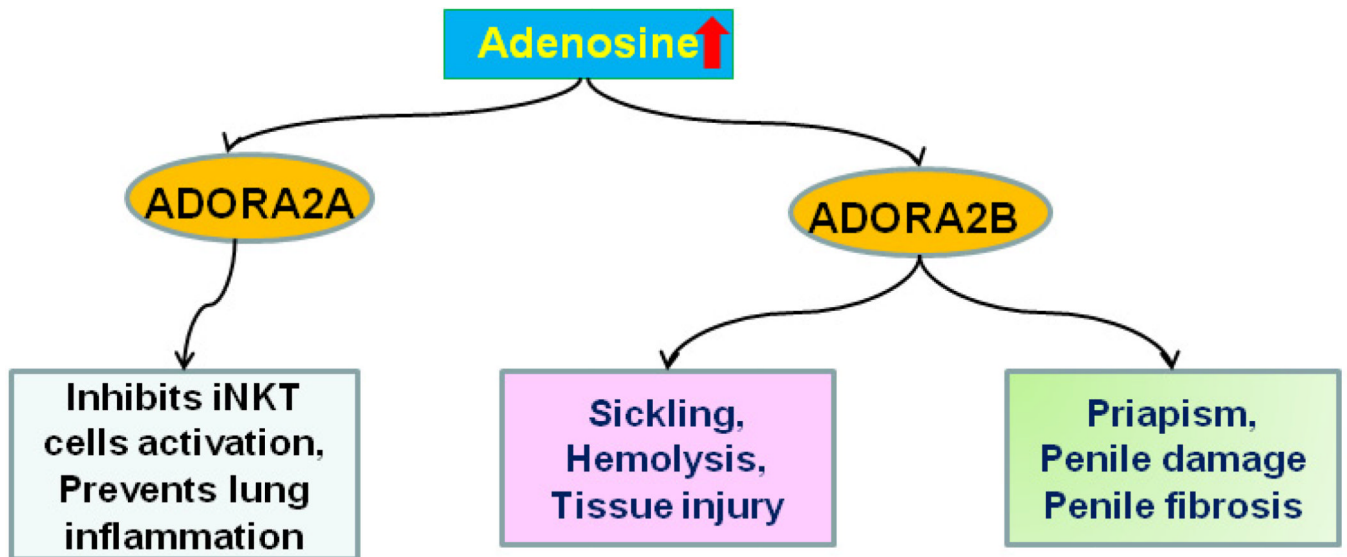 Adenosine
ADORA2A
ADORA2B
Inhibits iNKT
cells activation,
Prevents lung
inflammation
Sickling,
Hemolysis,
Tissue injury
Priapism,
Penile damage
Penile fibrosis